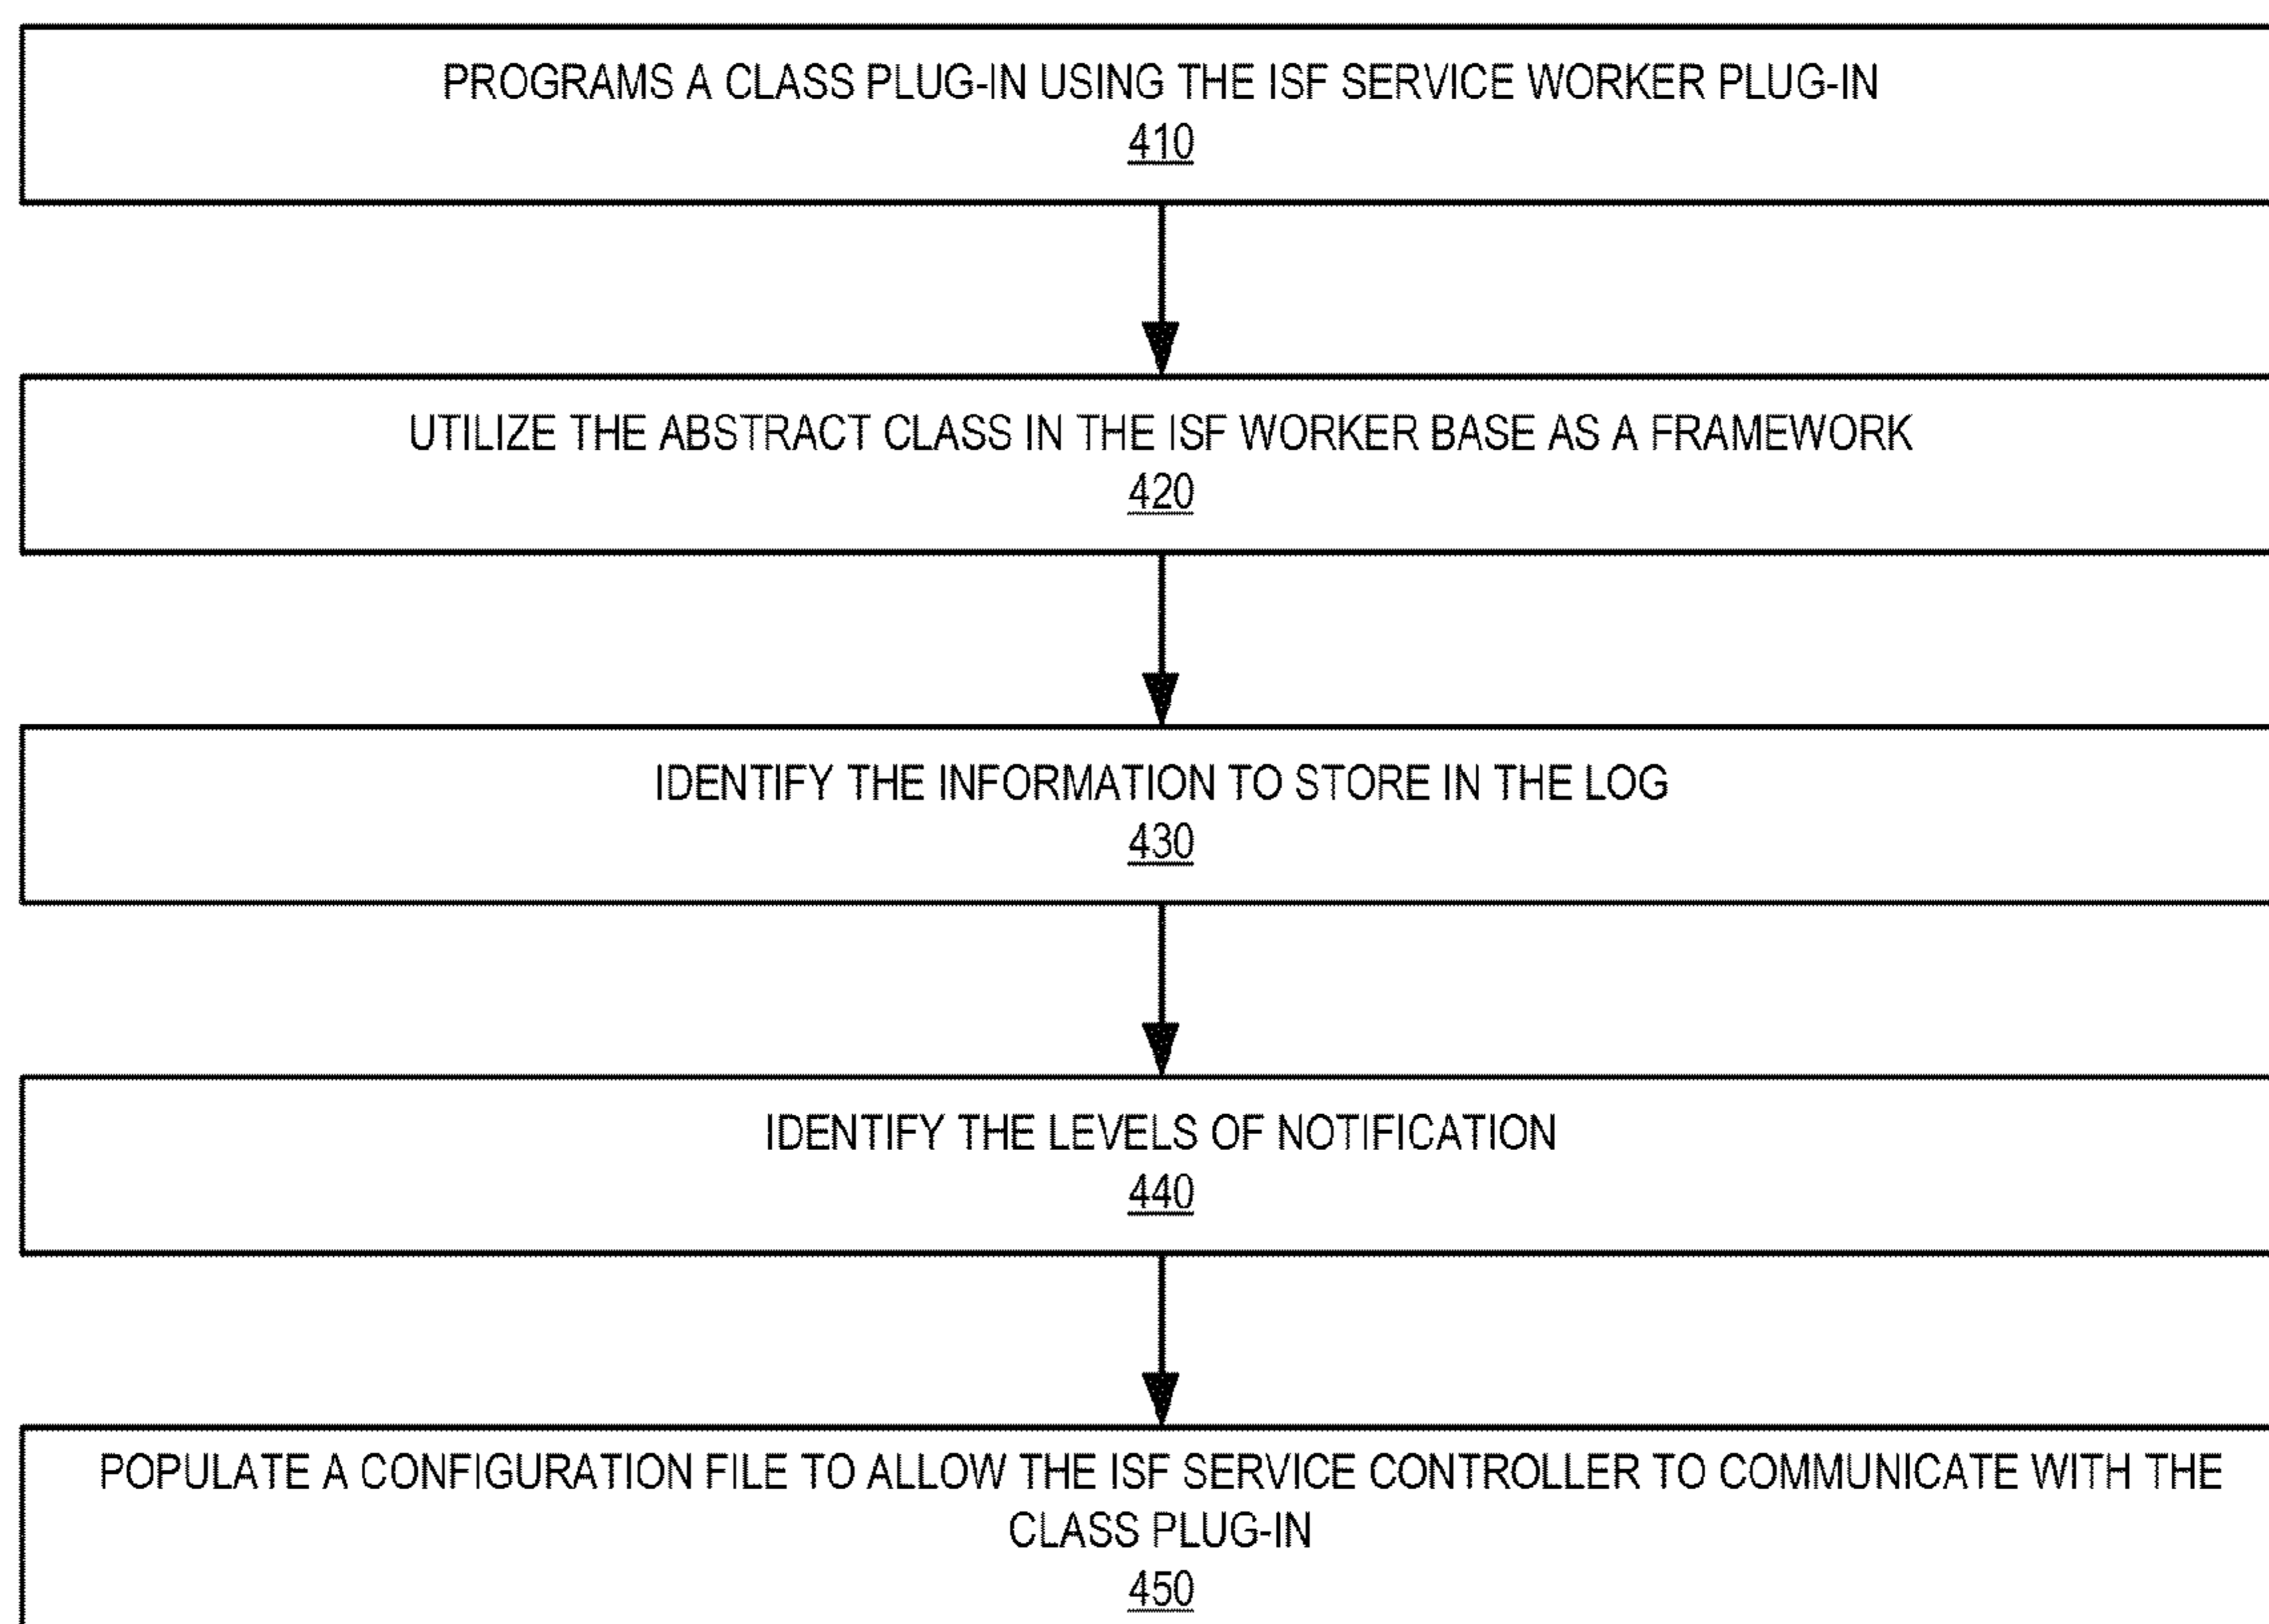 PROGRAMS A CLASS PLUG-IN USING THE ISF SERVICE WORKER PLUG-IN
410
UTILIZE THE ABSTRACT CLASS IN THE ISF WORKER BASE AS A FRAMEWORK
420
IDENTIFY THE INFORMATION TO STORE IN THE LOG
430
IDENTIFY THE LEVELS OF NOTIFICATION
440
POPULATE A CONFIGURATION FILE TO ALLOW THE ISF SERVICE CONTROLLER TO COMMUNICATE WITH THE
CLASS PLUG-IN
450